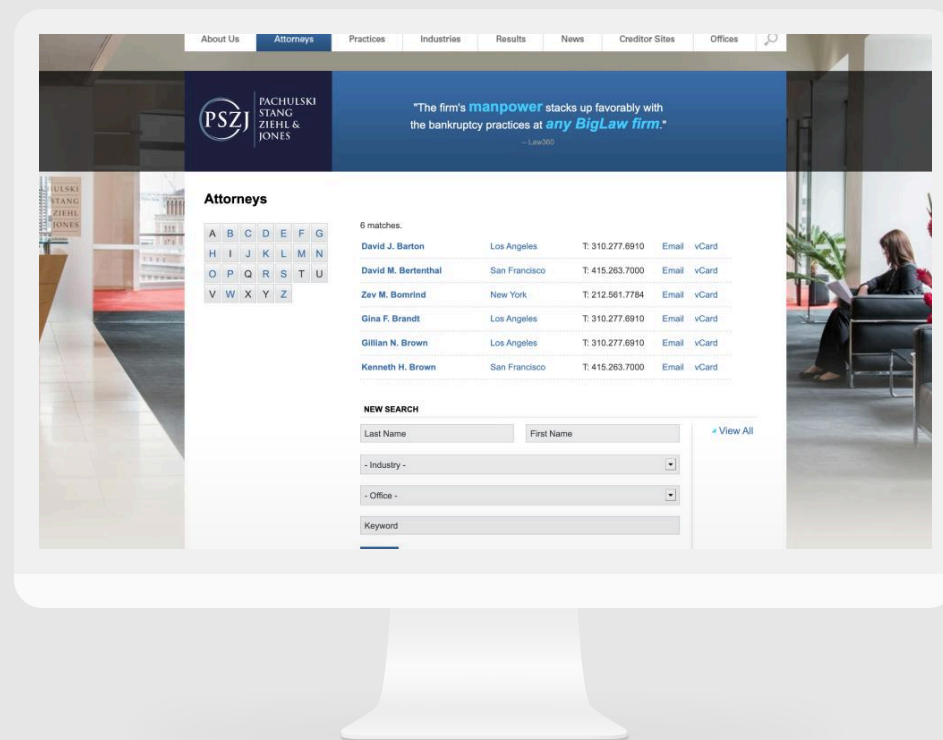 About Us Attorneys Practices Industries Results News Creditor Sites Offices
PSZJ
PACHULSKI
STANG
ZIEHL &
JONES
"The firm's manpower stacks up favorably with
the bankruptcy practices at any BigLaw firm."
– Law360
ULSKI
STANG
ZIEHL
JONES
Attorneys
A B C D E F G
H I J K L M N
O P Q R S T U
V W X Y Z
6 matches.
David J. Barton Los Angeles T: 310.277.6910 Email vCard
David M. Bertenthal San Francisco T: 415.263.7000 Email vCard
Zev M. Bomrind New York T: 212.561.7784 Email vCard
Gina F. Brandt Los Angeles T: 310.277.6910 Email vCard
Gillian N. Brown Los Angeles T: 310.277.6910 Email vCard
Kenneth H. Brown San Francisco T: 415.263.7000 Email vCard
NEW SEARCH
Last Name First Name View All
- Industry -
- Office -
Keyword